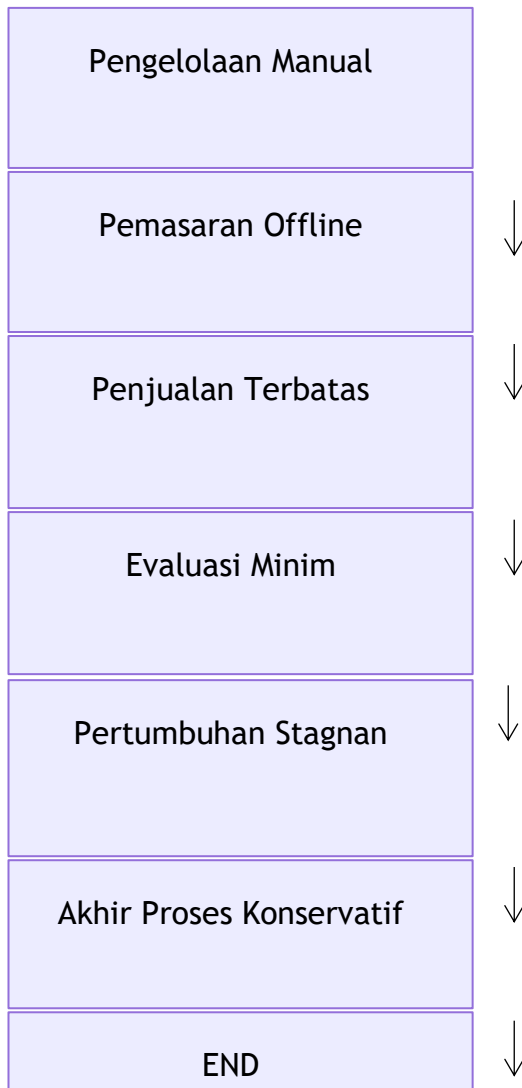 Pengelolaan Manual
Pemasaran Offline
Penjualan Terbatas
Evaluasi Minim
Pertumbuhan Stagnan
Akhir Proses Konservatif
END